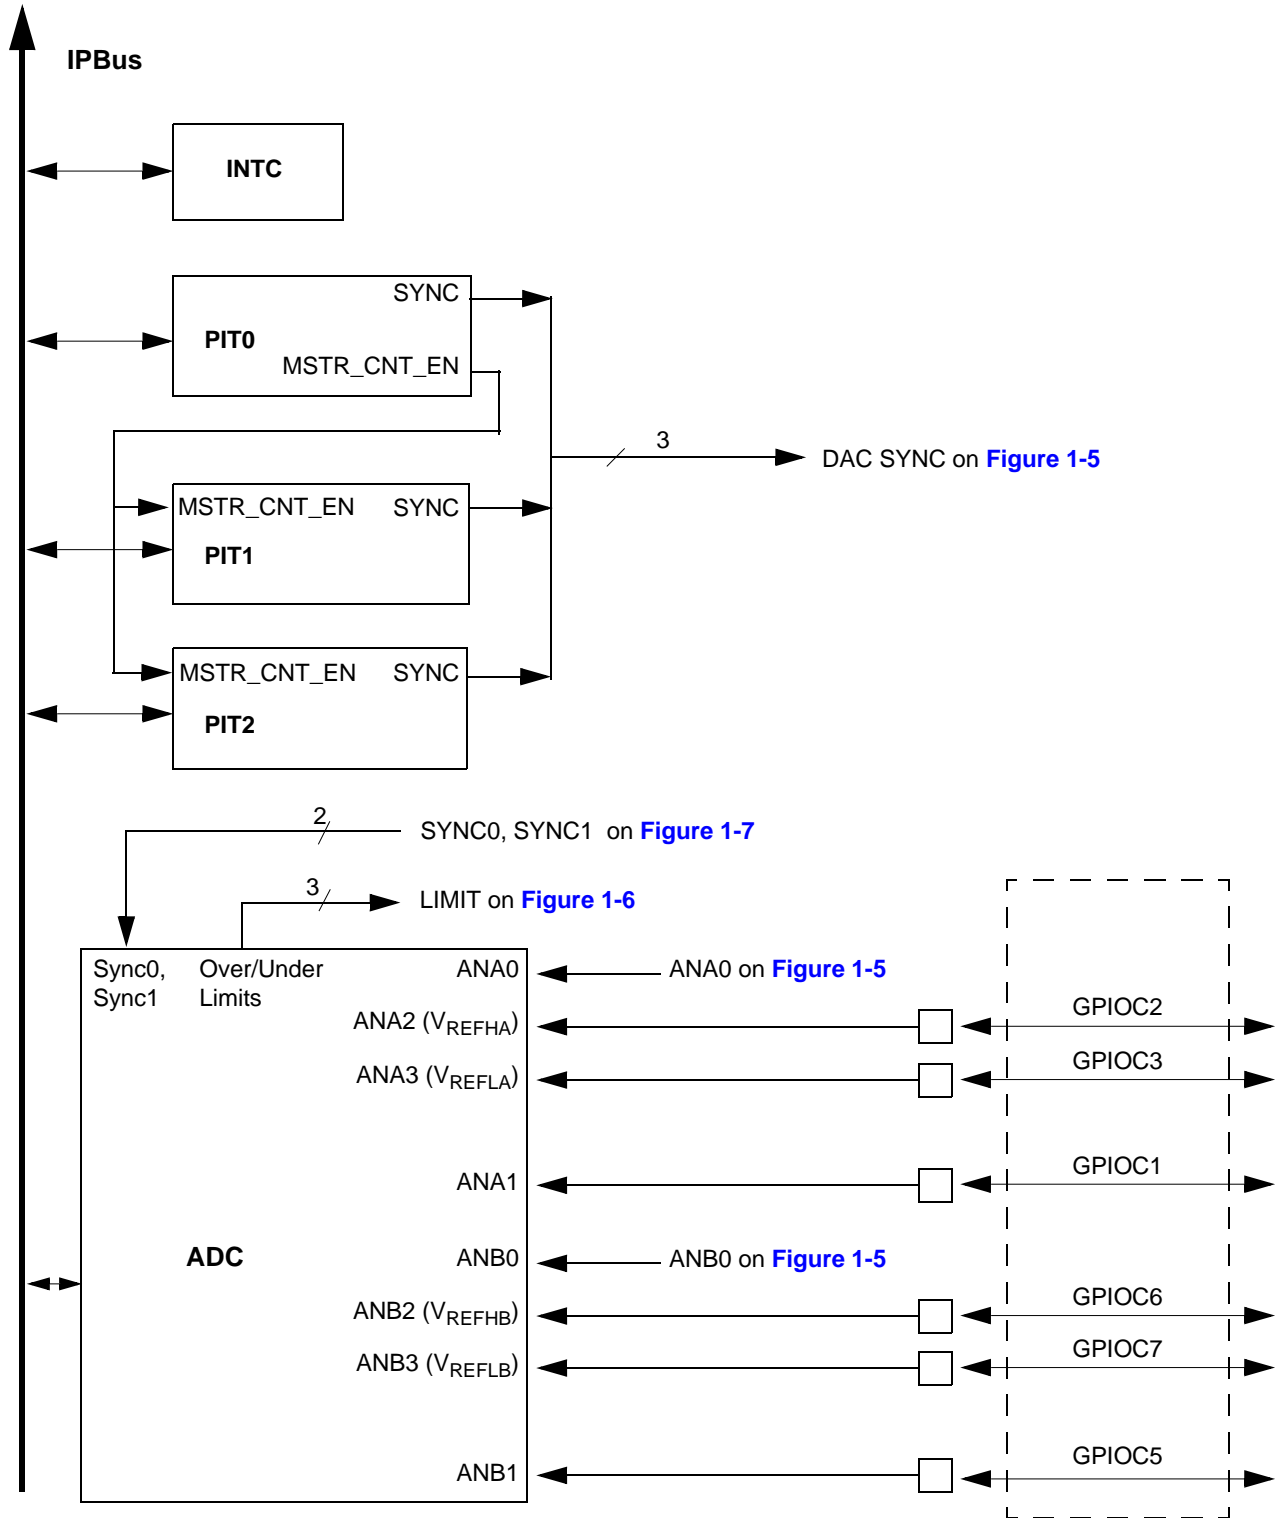 IPBus
INTC
SYNC
PIT0
MSTR_CNT_EN
3
DAC SYNC on Figure 1-5
MSTR_CNT_EN SYNC
PIT1
MSTR_CNT_EN SYNC
PIT2
2
SYNC0, SYNC1 on Figure 1-7
3
LIMIT on Figure 1-6
Sync0, Over/Under
Sync1 Limits
ANA0
ANA0 on Figure 1-5
ANA2 (VREFHA)
GPIOC2
ANA3 (VREFLA)
GPIOC3
ANA1
GPIOC1
ADC
ANB0
ANB0 on Figure 1-5
ANB2 (VREFHB)
GPIOC6
ANB3 (VREFLB)
GPIOC7
ANB1
GPIOC5